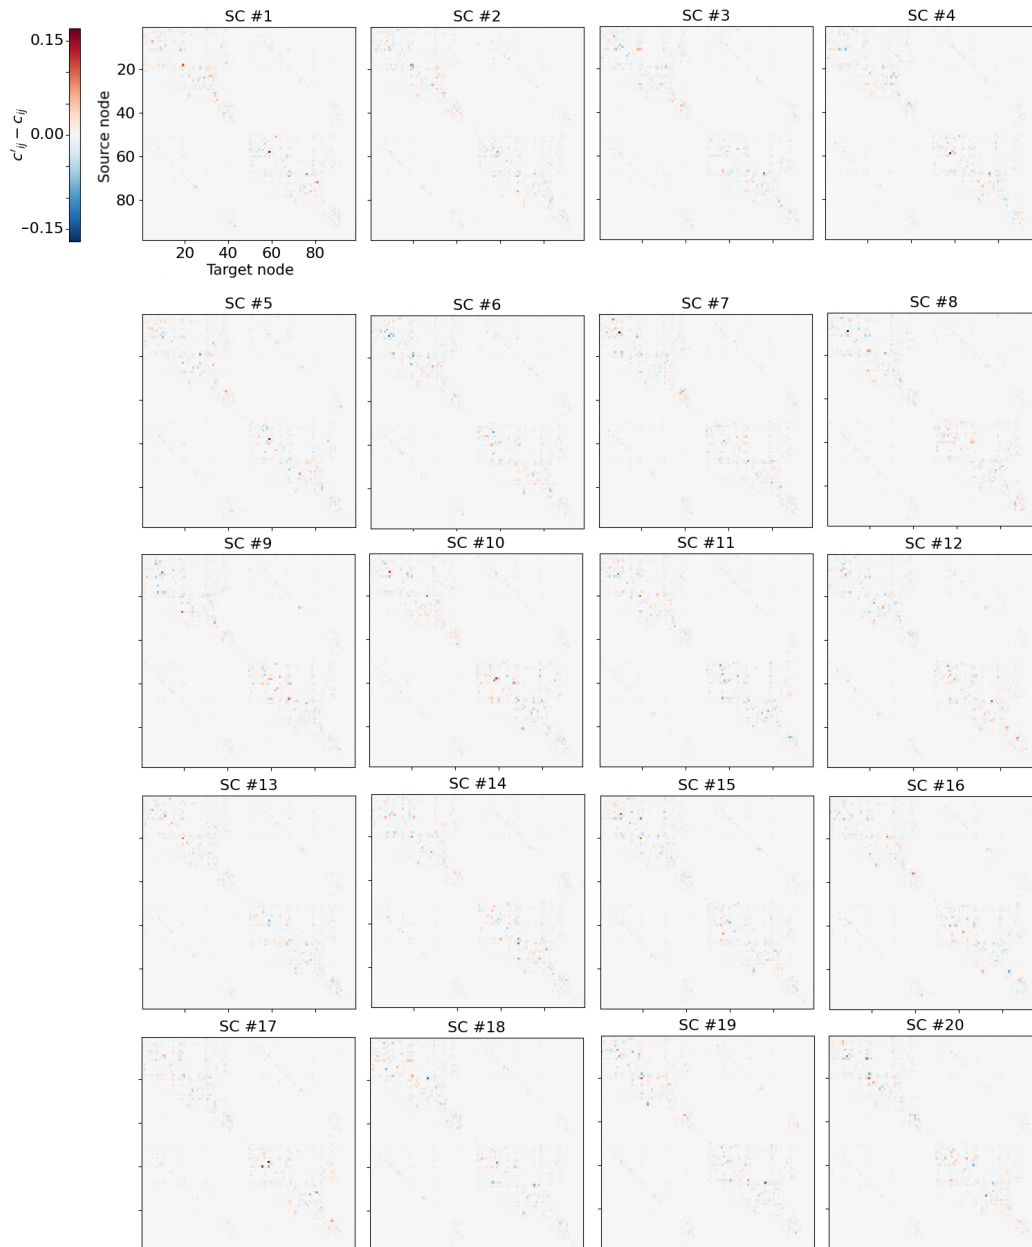 SC #1
SC #2
SC #3
SC #4
0.15
0.00
−0.15
c'ij − cij
Source node
20
40
60
80
20 40 60 80
Target node
SC #5
SC #6
SC #7
SC #8
SC #9
SC #10
SC #11
SC #12
SC #13
SC #14
SC #15
SC #16
SC #17
SC #18
SC #19
SC #20